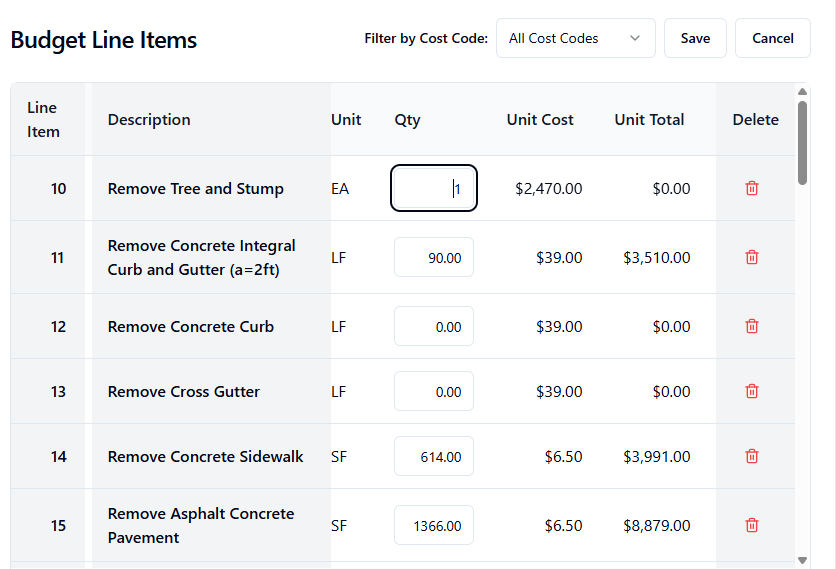 Budget Line Items
Filter by Cost Code: All Cost Codes Save Cancel
Line Item Description Unit Qty Unit Cost Unit Total Delete
10 Remove Tree and Stump EA 1 $2,470.00 $0.00
11 Remove Concrete Integral
Curb and Gutter (a=2ft) LF 90.00 $39.00 $3,510.00
12 Remove Concrete Curb LF 0.00 $39.00 $0.00
13 Remove Cross Gutter LF 0.00 $39.00 $0.00
14 Remove Concrete Sidewalk SF 614.00 $6.50 $3,991.00
15 Remove Asphalt Concrete
Pavement SF 1366.00 $6.50 $8,879.00